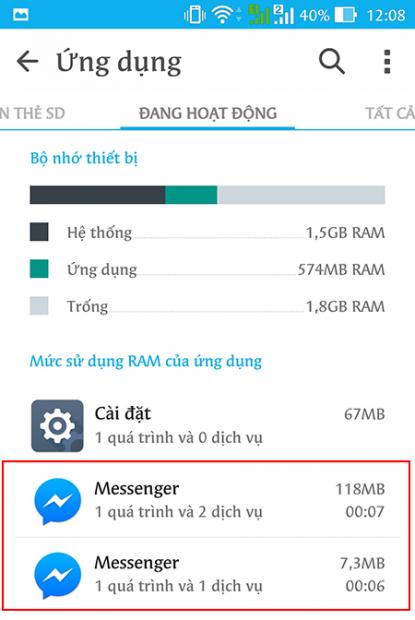 40% 12:08
Ứng dụng
N THẺ SD ĐANG HOẠT ĐỘNG TẤT CẢ
Bộ nhớ thiết bị
Hệ thống 1,5GB RAM
Ứng dụng 574MB RAM
Trống 1,8GB RAM
Mức sử dụng RAM của ứng dụng
Cài đặt 67MB
1 quá trình và 0 dịch vụ
Messenger 118MB
1 quá trình và 2 dịch vụ 00:07
Messenger 7,3MB
1 quá trình và 1 dịch vụ 00:06